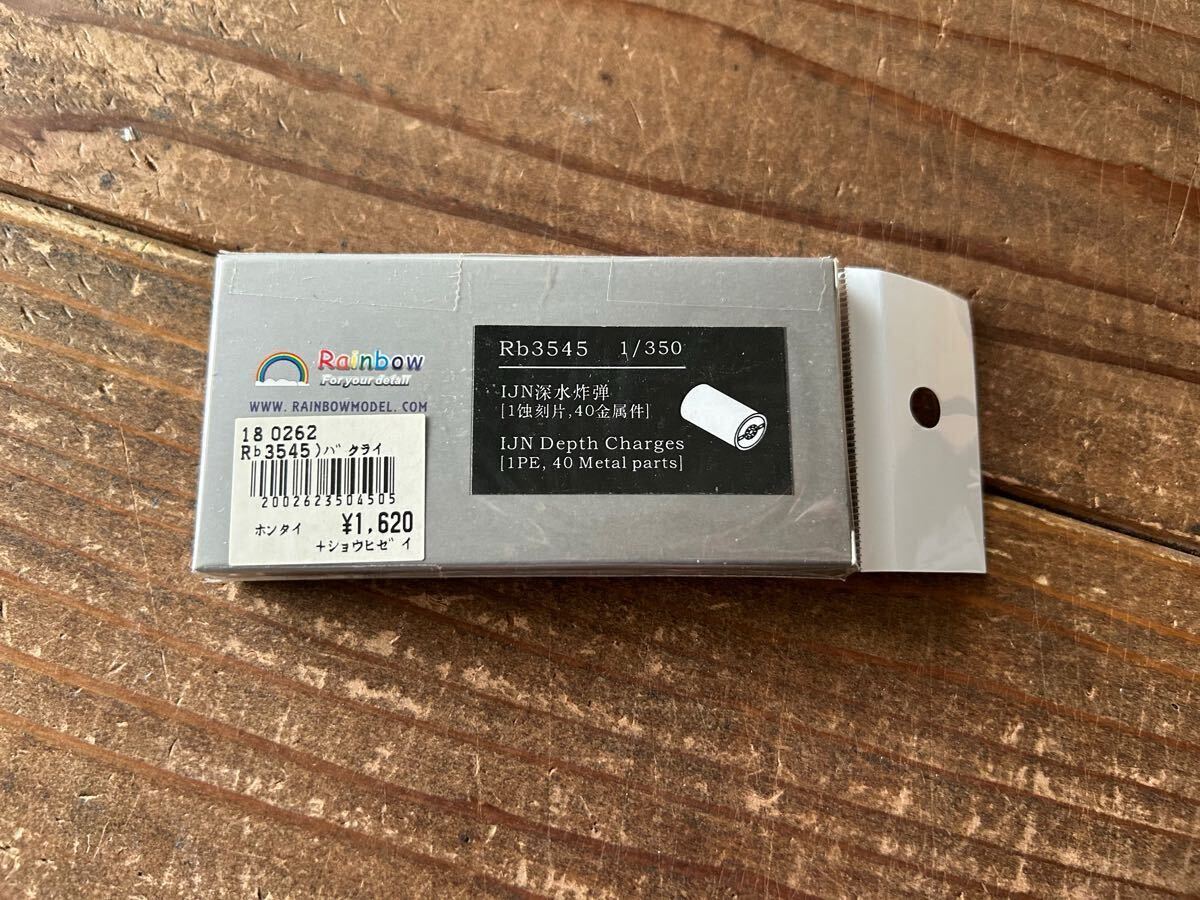 Rainbow
For your detail
WWW.RAINBOWMODEL.COM
Rb3545 1/350
IJN深水炸弹
[1蚀刻片,40金属件]
IJN Depth Charges
[1PE, 40 Metal parts]
18 0262
Rb3545)バクライ
2002623504505
ホンタイ ¥1,620
+ショウヒゼイ